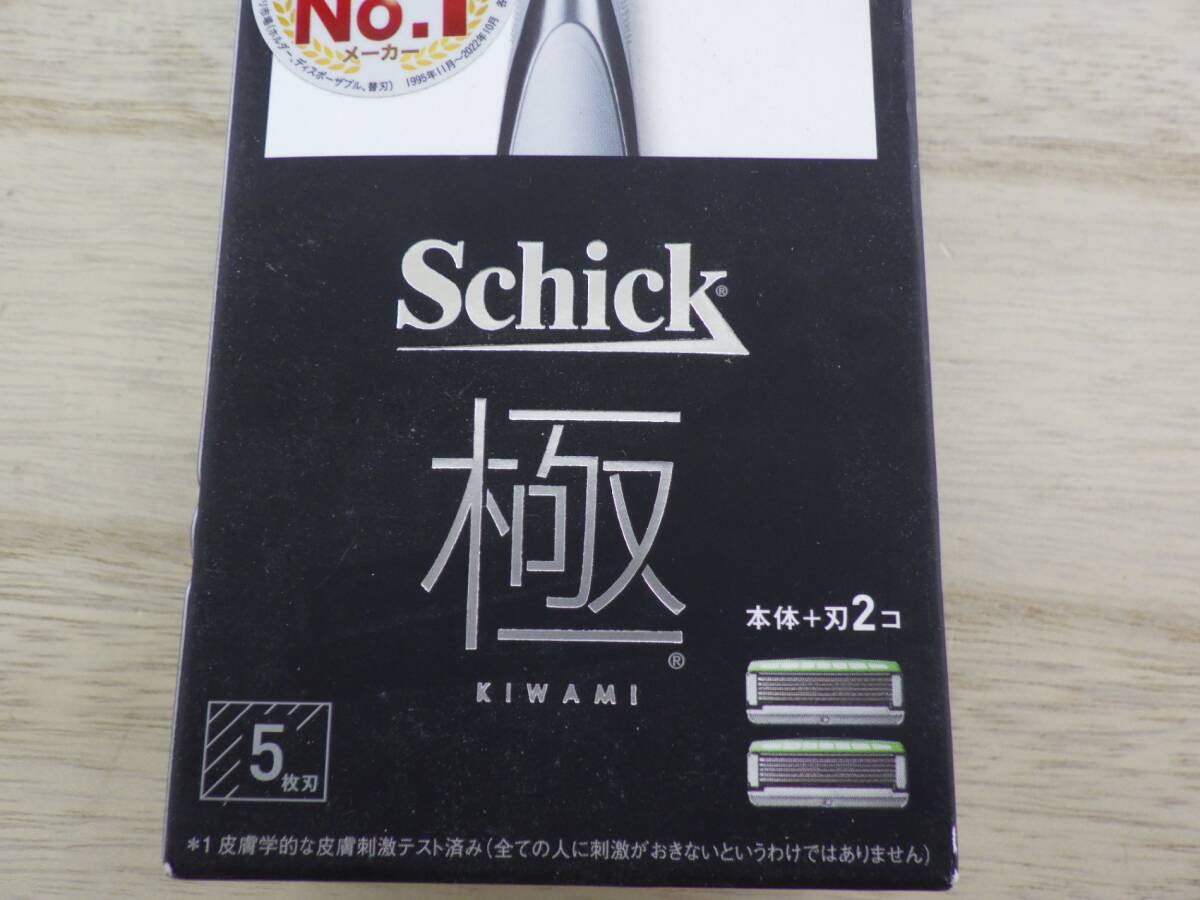 No.1
メーカー
リ市場(ホルダー、ディスポーザブル、替刃) 1995年11月～2022年10月 各
Schick®
極®
KIWAMI
本体+刃2コ
5枚刃
*1 皮膚学的な皮膚刺激テスト済み(全ての人に刺激がおきないというわけではありません)